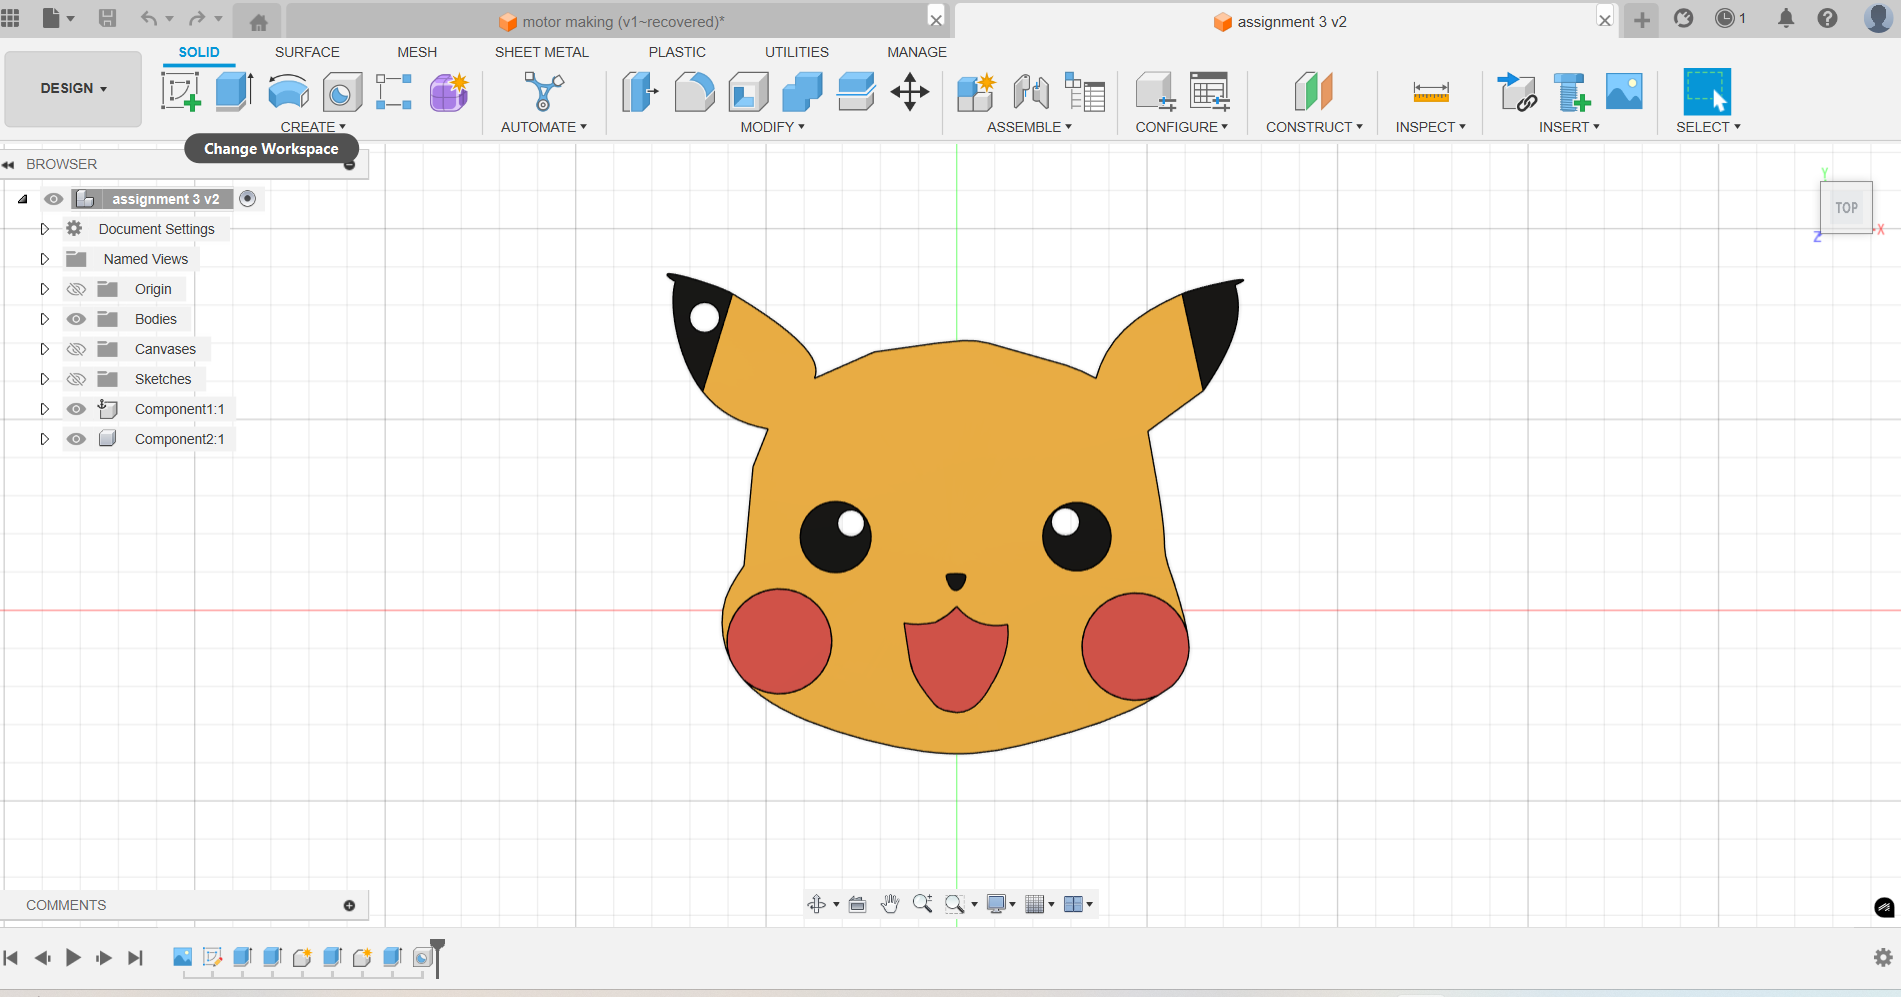 motor making (v1~recovered)*
assignment 3 v2
1
DESIGN
SOLID SURFACE MESH SHEET METAL PLASTIC UTILITIES MANAGE
CREATE AUTOMATE MODIFY ASSEMBLE CONFIGURE CONSTRUCT INSPECT INSERT SELECT
Change Workspace
BROWSER
assignment 3 v2
Document Settings
Named Views
Origin
Bodies
Canvases
Sketches
Component1:1
Component2:1
Y
TOP
X
Z
COMMENTS